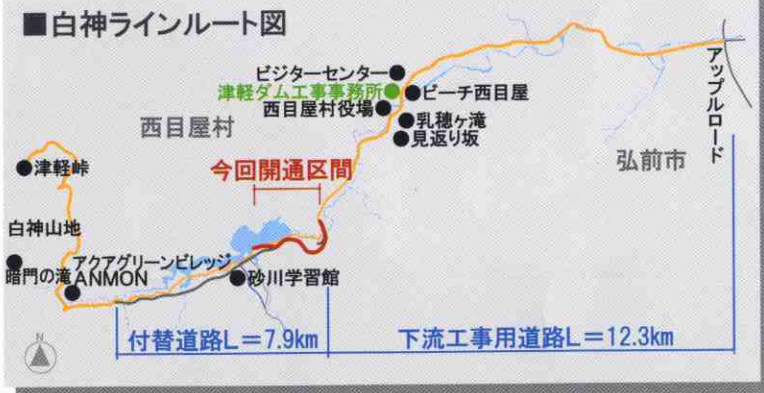 ■白神ラインルート図
ビジターセンター
津軽ダム工事事務所
ビーチ西目屋
西目屋村役場
乳穂ヶ滝
見返り坂
アップルロード
西目屋村
弘前市
今回開通区間
津軽峠
白神山地
暗門の滝
アクアグリーンビレッジ
ANMON
砂川学習館
付替道路L=7.9km
下流工事用道路L=12.3km
N